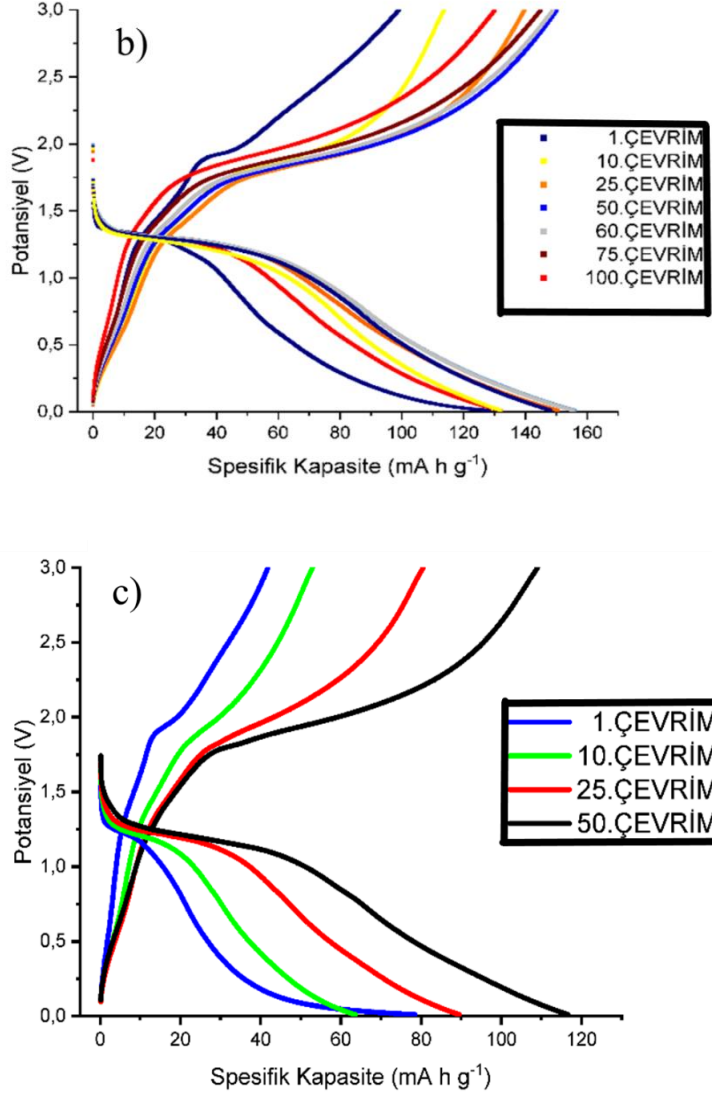 b)
3,0
2,5
2,0
1,5
1,0
0,5
0,0
Potansiyel (V)
1.ÇEVRİM
10.ÇEVRİM
25.ÇEVRİM
50.ÇEVRİM
60.ÇEVRİM
75.ÇEVRİM
100.ÇEVRİM
0 20 40 60 80 100 120 140 160
Spesifik Kapasite (mA h g⁻¹)
c)
3,0
2,5
2,0
1,5
1,0
0,5
0,0
Potansiyel (V)
1.ÇEVRİM
10.ÇEVRİM
25.ÇEVRİM
50.ÇEVRİM
0 20 40 60 80 100 120
Spesifik Kapasite (mA h g⁻¹)